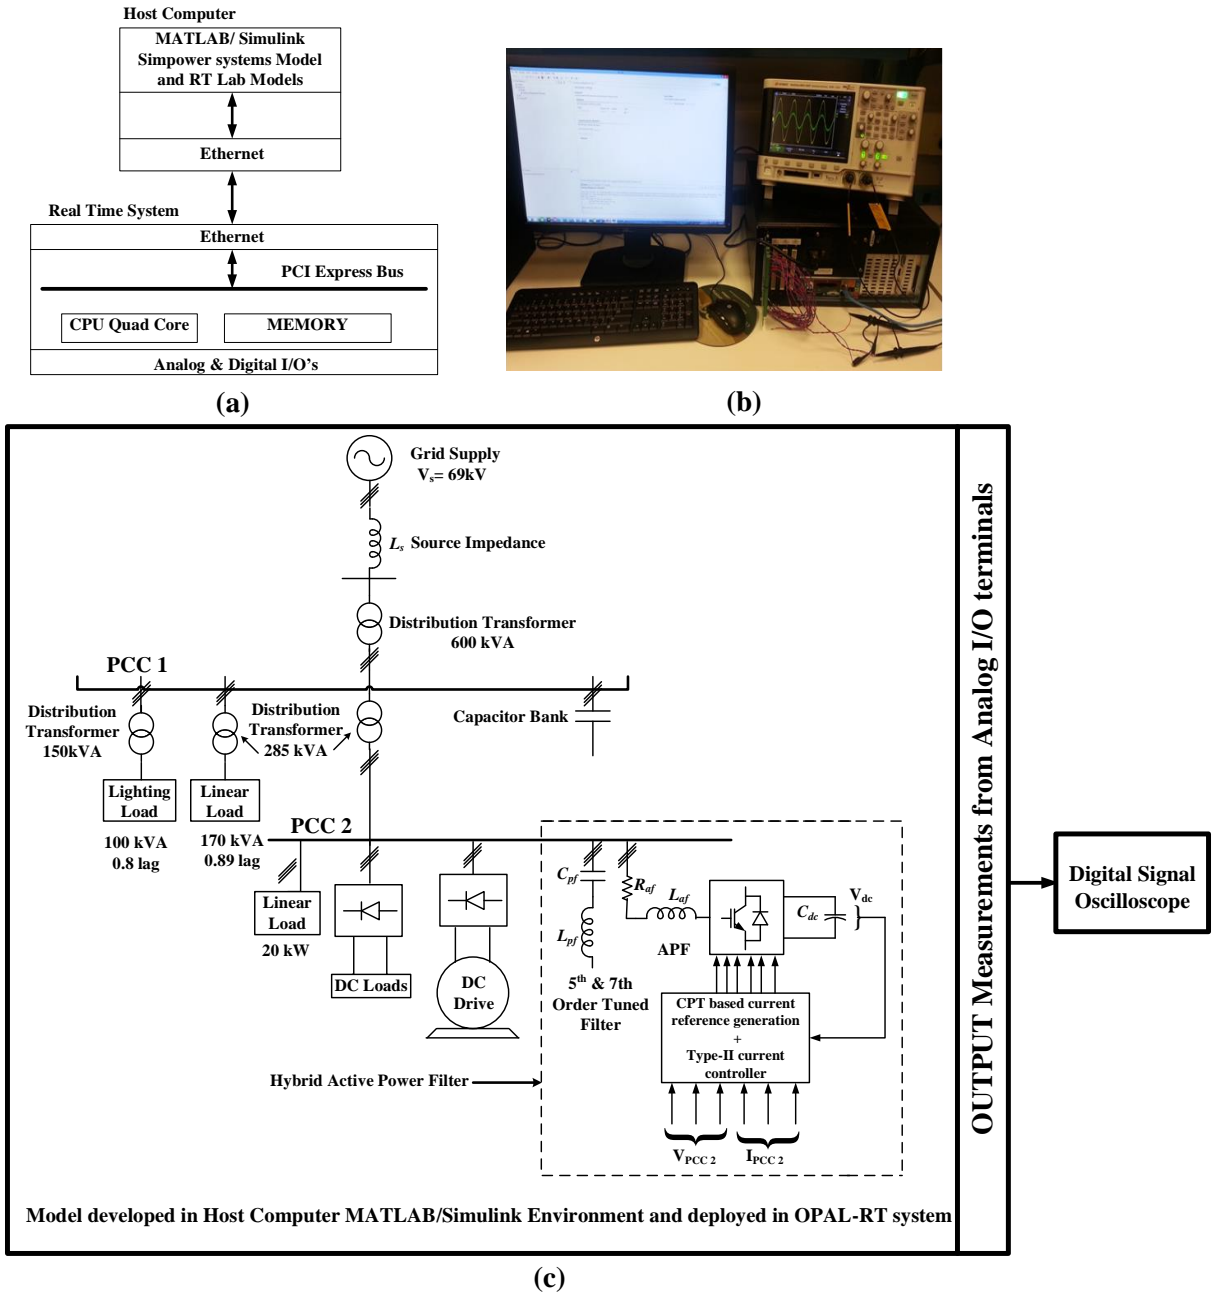 Host Computer
MATLAB/ Simulink
Simpower systems Model
and RT Lab Models
Ethernet
Real Time System
Ethernet
PCI Express Bus
CPU Quad Core
MEMORY
Analog & Digital I/O's
(a)
(b)
Grid Supply
Vs= 69kV
Ls Source Impedance
Distribution Transformer
600 kVA
PCC 1
Distribution
Transformer
150kVA
Distribution
Transformer
285 kVA
Capacitor Bank
Lighting
Load
100 kVA
0.8 lag
Linear
Load
170 kVA
0.89 lag
PCC 2
Linear
Load
20 kW
DC Loads
DC
Drive
Cpf
Lpf
5th & 7th
Order Tuned
Filter
Raf
Laf
APF
Cdc
Vdc
CPT based current
reference generation
+
Type-II current
controller
VPCC 2
IPCC 2
Hybrid Active Power Filter
Model developed in Host Computer MATLAB/Simulink Environment and deployed in OPAL-RT system
OUTPUT Measurements from Analog I/O terminals
Digital Signal
Oscilloscope
(c)